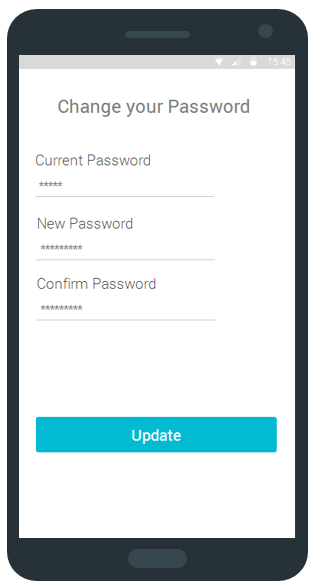 15:45
Change your Password
Current Password
*****
New Password
*********
Confirm Password
*********
Update